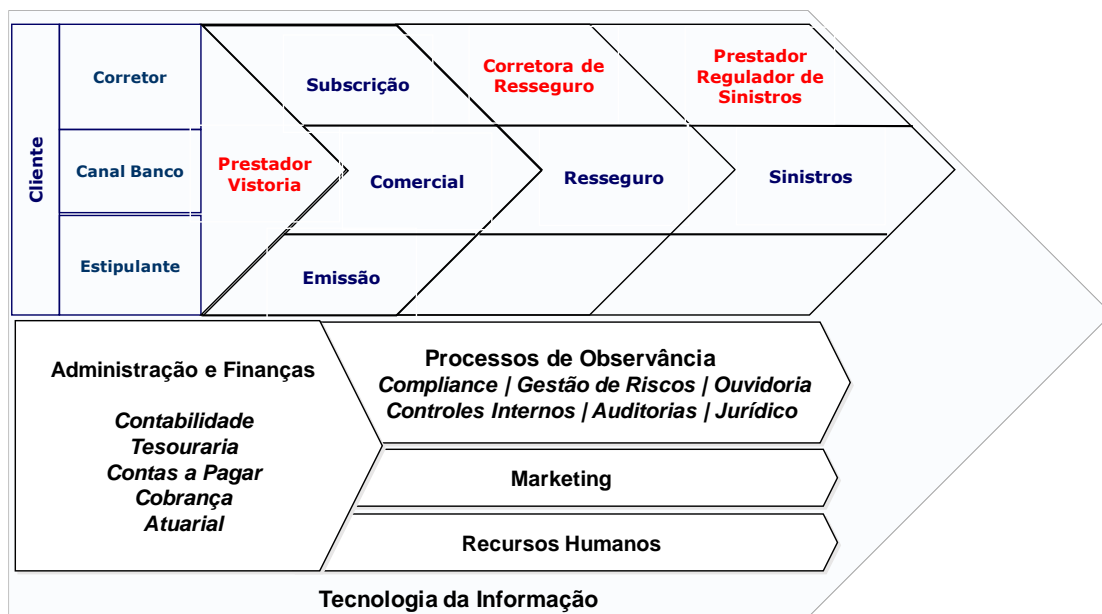 Cliente
Corretor
Canal Banco
Estipulante
Prestador
Vistoria
Subscrição
Comercial
Emissão
Corretora de
Resseguro
Resseguro
Prestador
Regulador de
Sinistros
Sinistros
Administração e Finanças
Contabilidade
Tesouraria
Contas a Pagar
Cobrança
Atuarial
Processos de Observância
Compliance | Gestão de Riscos | Ouvidoria
Controles Internos | Auditorias | Jurídico
Marketing
Recursos Humanos
Tecnologia da Informação